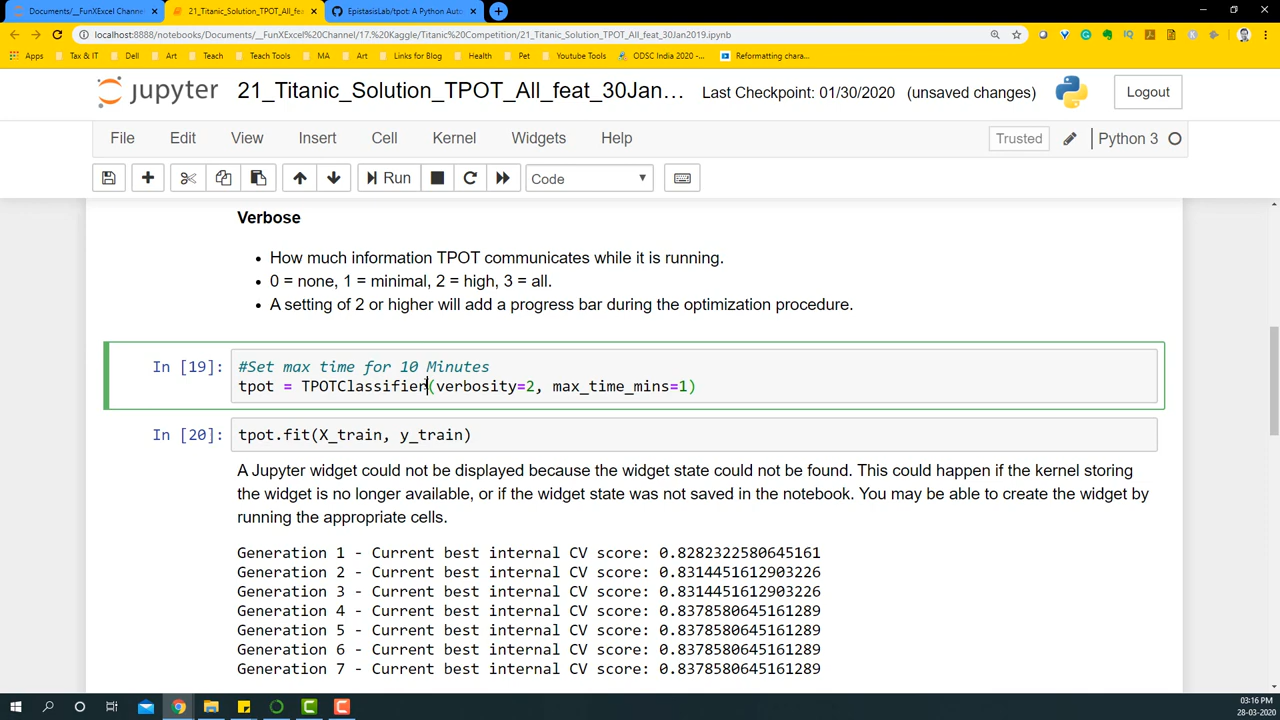 Documents/__FunXExcel Channel
21_Titanic_Solution_TPOT_All_fea
EpistasisLab/tpot: A Python Auto
localhost:8888/notebooks/Documents/__FunXExcel%20Channel/17.%20Kaggle/Titanic%20Competition/21_Titanic_Solution_TPOT_All_feat_30Jan2019.ipynb
Apps Tax & IT Dell Art Teach Teach Tools MA Art Links for Blog Health Pet Youtube Tools ODSC India 2020 -... Reformatting chara...
jupyter 21_Titanic_Solution_TPOT_All_feat_30Jan... Last Checkpoint: 01/30/2020 (unsaved changes) Logout
File Edit View Insert Cell Kernel Widgets Help Trusted Python 3
Run Code
Verbose
• How much information TPOT communicates while it is running.
• 0 = none, 1 = minimal, 2 = high, 3 = all.
• A setting of 2 or higher will add a progress bar during the optimization procedure.
In [19]: #Set max time for 10 Minutes
tpot = TPOTClassifier(verbosity=2, max_time_mins=1)
In [20]: tpot.fit(X_train, y_train)
A Jupyter widget could not be displayed because the widget state could not be found. This could happen if the kernel storing
the widget is no longer available, or if the widget state was not saved in the notebook. You may be able to create the widget by
running the appropriate cells.
Generation 1 - Current best internal CV score: 0.8282322580645161
Generation 2 - Current best internal CV score: 0.8314451612903226
Generation 3 - Current best internal CV score: 0.8314451612903226
Generation 4 - Current best internal CV score: 0.8378580645161289
Generation 5 - Current best internal CV score: 0.8378580645161289
Generation 6 - Current best internal CV score: 0.8378580645161289
Generation 7 - Current best internal CV score: 0.8378580645161289
03:16 PM
28-03-2020